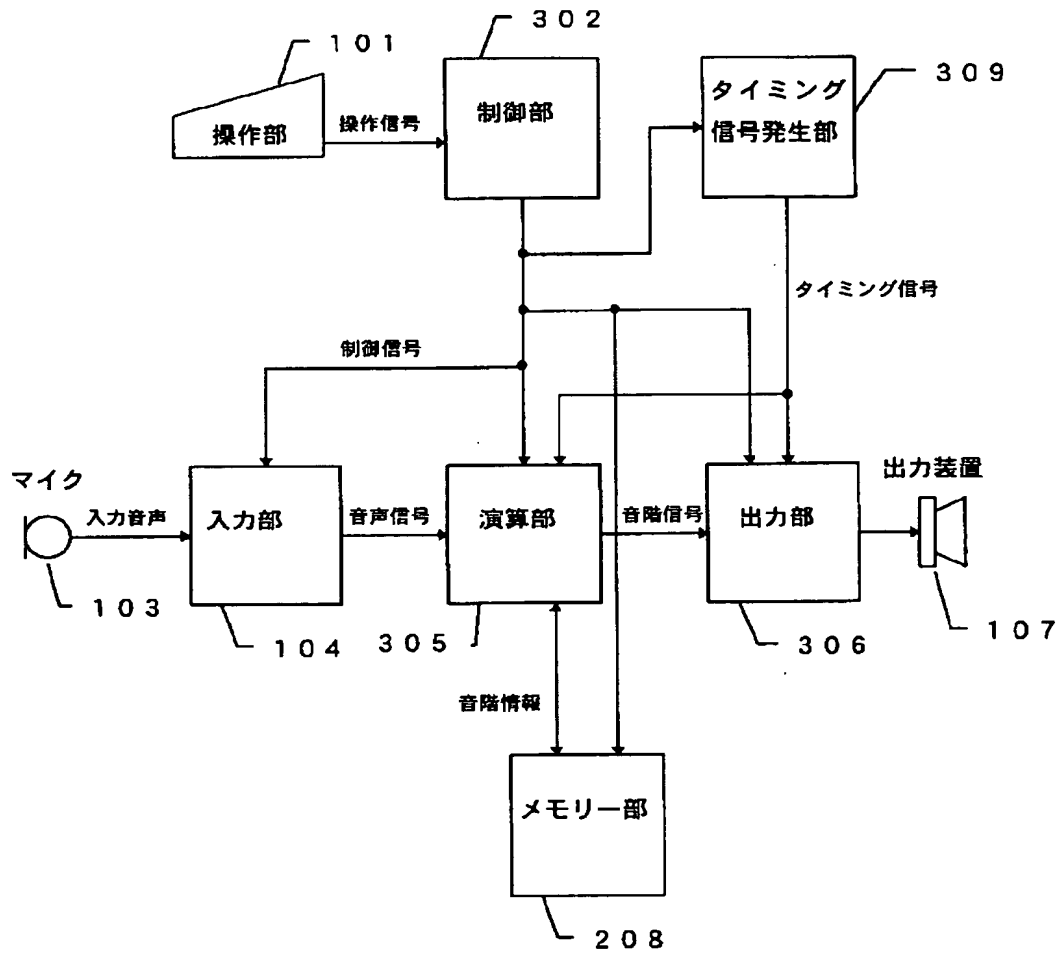 ３０２
１０１
３０９
操作部
操作信号
制御部
タイミング
信号発生部
タイミング信号
制御信号
マイク
入力音声
入力部
音声信号
演算部
音階信号
出力部
出力装置
１０３
１０４
３０５
３０６
１０７
音階情報
メモリー部
２０８